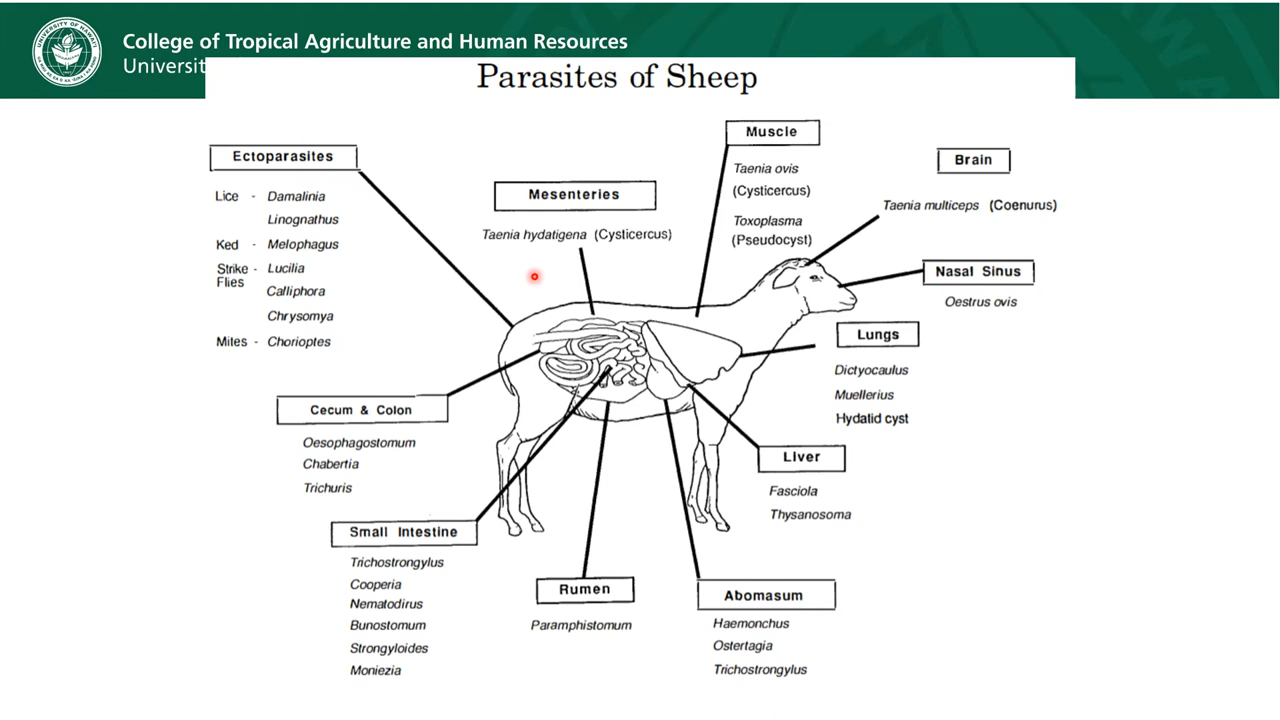 College of Tropical Agriculture and Human Resources
Universit
UNIVERSITY OF HAWAI'I
Parasites of Sheep
Ectoparasites
Lice - Damalinia
Linognathus
Ked - Melophagus
Strike - Lucilia
Flies
Calliphora
Chrysomya
Mites - Chorioptes
Mesenteries
Taenia hydatigena (Cysticercus)
Muscle
Taenia ovis
(Cysticercus)
Toxoplasma
(Pseudocyst)
Brain
Taenia multiceps (Coenurus)
Nasal Sinus
Oestrus ovis
Lungs
Dictyocaulus
Muellerius
Hydatid cyst
Liver
Fasciola
Thysanosoma
Cecum & Colon
Oesophagostomum
Chabertia
Trichuris
Small Intestine
Trichostrongylus
Cooperia
Nematodirus
Bunostomum
Strongyloides
Moniezia
Rumen
Paramphistomum
Abomasum
Haemonchus
Ostertagia
Trichostrongylus